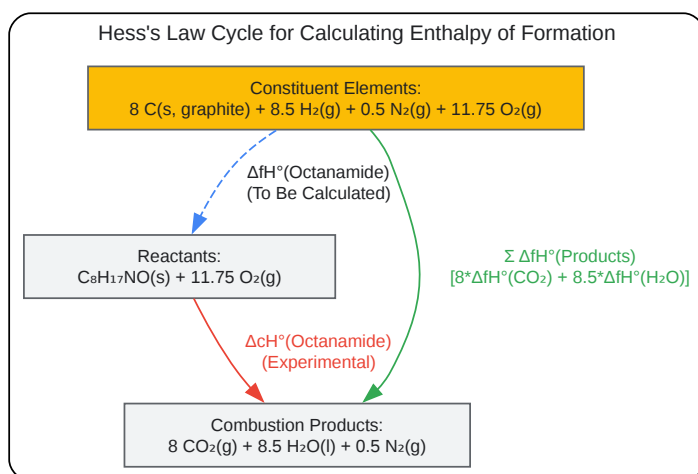 Hess's Law Cycle for Calculating Enthalpy of Formation
Constituent Elements:
8 C(s, graphite) + 8.5 H₂(g) + 0.5 N₂(g) + 11.75 O₂(g)
ΔfH°(Octanamide)
(To Be Calculated)
Reactants:
C₈H₁₇NO(s) + 11.75 O₂(g)
Σ ΔfH°(Products)
[8*ΔfH°(CO₂) + 8.5*ΔfH°(H₂O)]
ΔcH°(Octanamide)
(Experimental)
Combustion Products:
8 CO₂(g) + 8.5 H₂O(l) + 0.5 N₂(g)